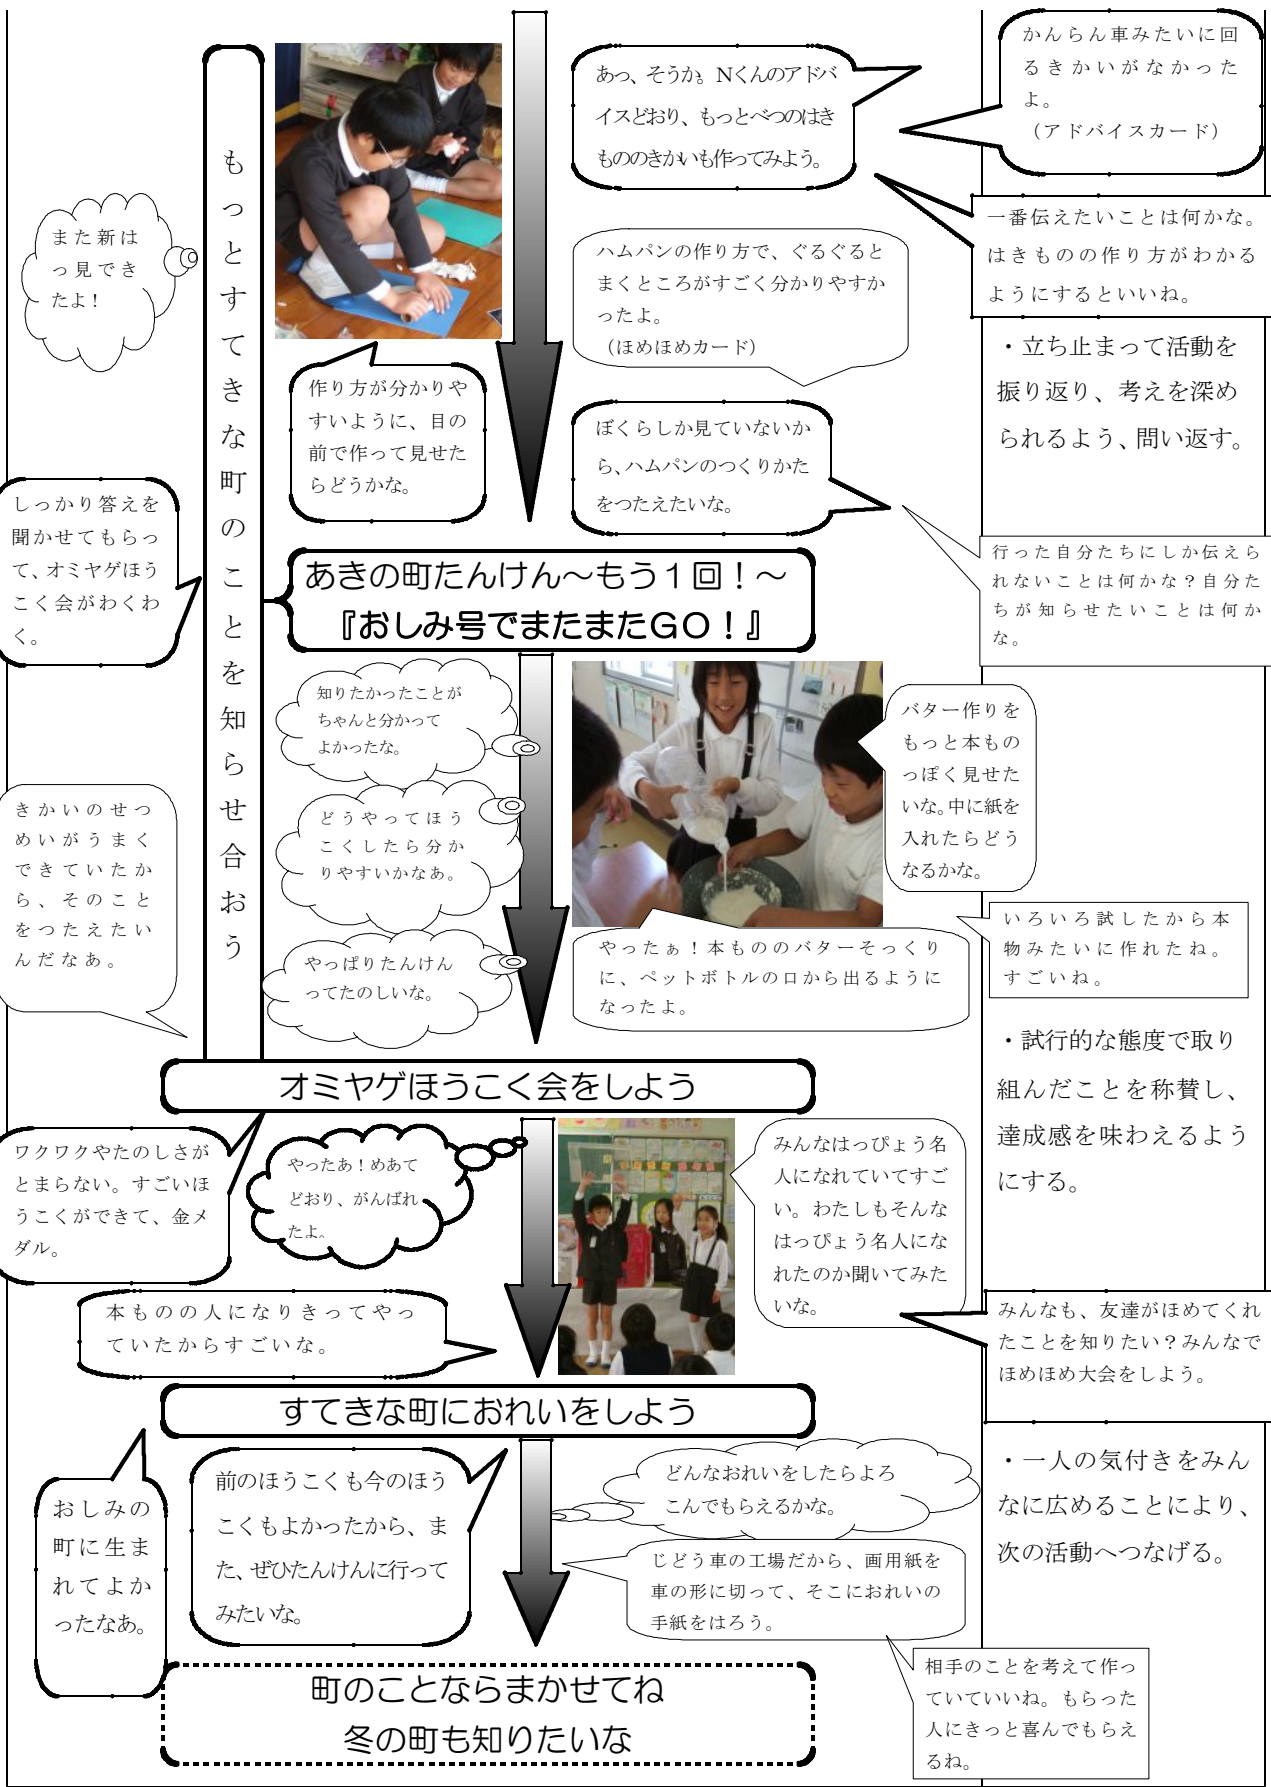 かんらん車みたいに回
るきかいがなかった
よ。
（アドバイスカード）
あっ、そうか。Nくんのアドバ
イスどおり、もっとべつのはき
もののきかいも作ってみよう。
もっとすてきな町のことを知らせ合おう
また新は
っ見でき
たよ！
一番伝えたいことは何かな。
はきものの作り方がわかる
ようにするといいね。
ハムパンの作り方で、ぐるぐると
まくところがすごく分かりやすか
ったよ。
（ほめほめカード）
・立ち止まって活動を
振り返り、考えを深め
られるよう、問い返す。
作り方が分かりや
すいように、目の
前で作って見せた
らどうかな。
ぼくらしか見ていないか
ら、ハムパンのつくりかた
をつたえたいな。
しっかり答えを
聞かせてもらっ
て、オミヤゲほう
こく会がわくわ
く。
行った自分たちにしか伝えら
れないことは何かな？自分た
ちが知らせたいことは何か
な。
あきの町たんけん～もう１回！～
『おしみ号でまたまたＧＯ！』
知りたかったことが
ちゃんと分かって
よかったな。
バター作りを
もっと本もの
っぽく見せた
いな。中に紙を
入れたらどう
なるかな。
きかいのせつ
めいがうまく
できていたか
ら、そのこと
をつたえたい
んだなあ。
どうやってほう
こくしたら分か
りやすいかなあ。
いろいろ試したから本
物みたいに作れたね。
すごいね。
やっぱりたんけん
ってたのしいな。
やったぁ！本もののバターそっくり
に、ペットボトルの口から出るように
なったよ。
・試行的な態度で取り
組んだことを称賛し、
達成感を味わえるよう
にする。
オミヤゲほうこく会をしよう
ワクワクやたのしさが
とまらない。すごいほ
うこくができて、金メ
ダル。
やったあ！めあて
どおり、がんばれ
たよ。
みんなはっぴょう名
人になれていてすご
い。わたしもそんな
はっぴょう名人にな
れたのか聞いてみた
いな。
本ものの人になりきってやっ
ていたからすごいな。
みんなも、友達がほめてくれ
たことを知りたい？みんなで
ほめほめ大会をしよう。
すてきな町におれいをしよう
おしみの
町に生ま
れてよか
ったなあ。
前のほうこくも今のほう
こくもよかったから、ま
た、ぜひたんけんに行って
みたいな。
どんなおれいをしたらよろ
こんでもらえるかな。
・一人の気付きをみん
なに広めることにより、
次の活動へつなげる。
じどう車の工場だから、画用紙を
車の形に切って、そこにおれいの
手紙をはろう。
相手のことを考えて作っ
ていていいね。もらった
人にきっと喜んでもらえ
るね。
町のことならまかせてね
冬の町も知りたいな